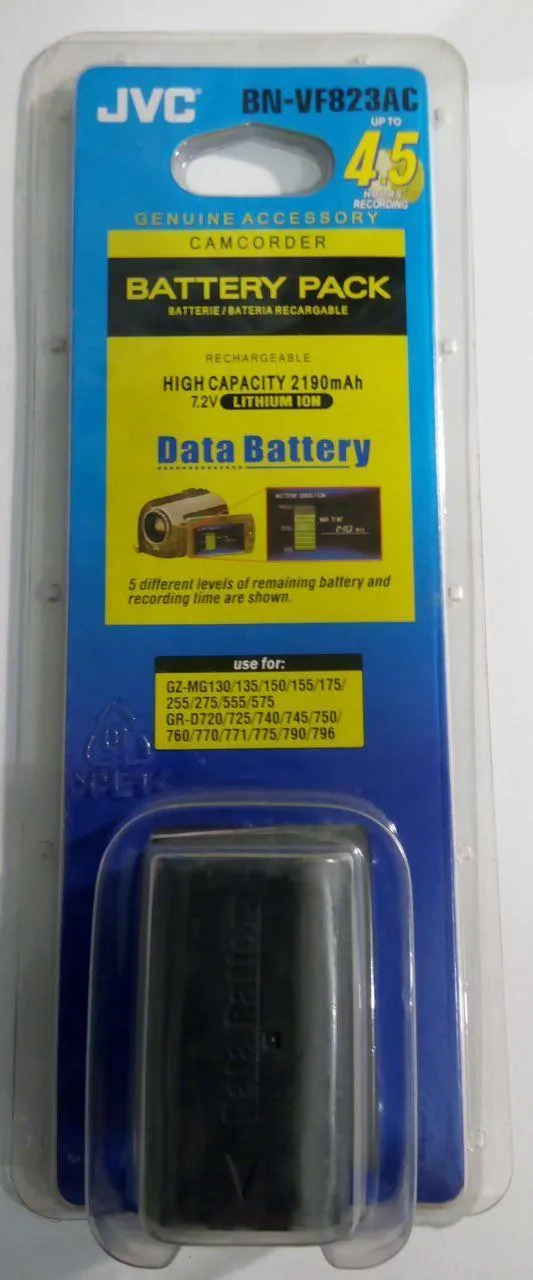 JVC
BN-VF823AC
UP TO
4.5
HOURS
RECORDING
GENUINE ACCESSORY
CAMCORDER
BATTERY PACK
BATTERIE / BATERIA RECARGABLE
RECHARGEABLE
HIGH CAPACITY 2190mAh
7.2V LITHIUM ION
Data Battery
5 different levels of remaining battery and
recording time are shown.
use for:
GZ-MG130/135/150/155/175/
255/275/555/575
GR-D720/725/740/745/750/
760/770/771/775/790/796
Data Battery